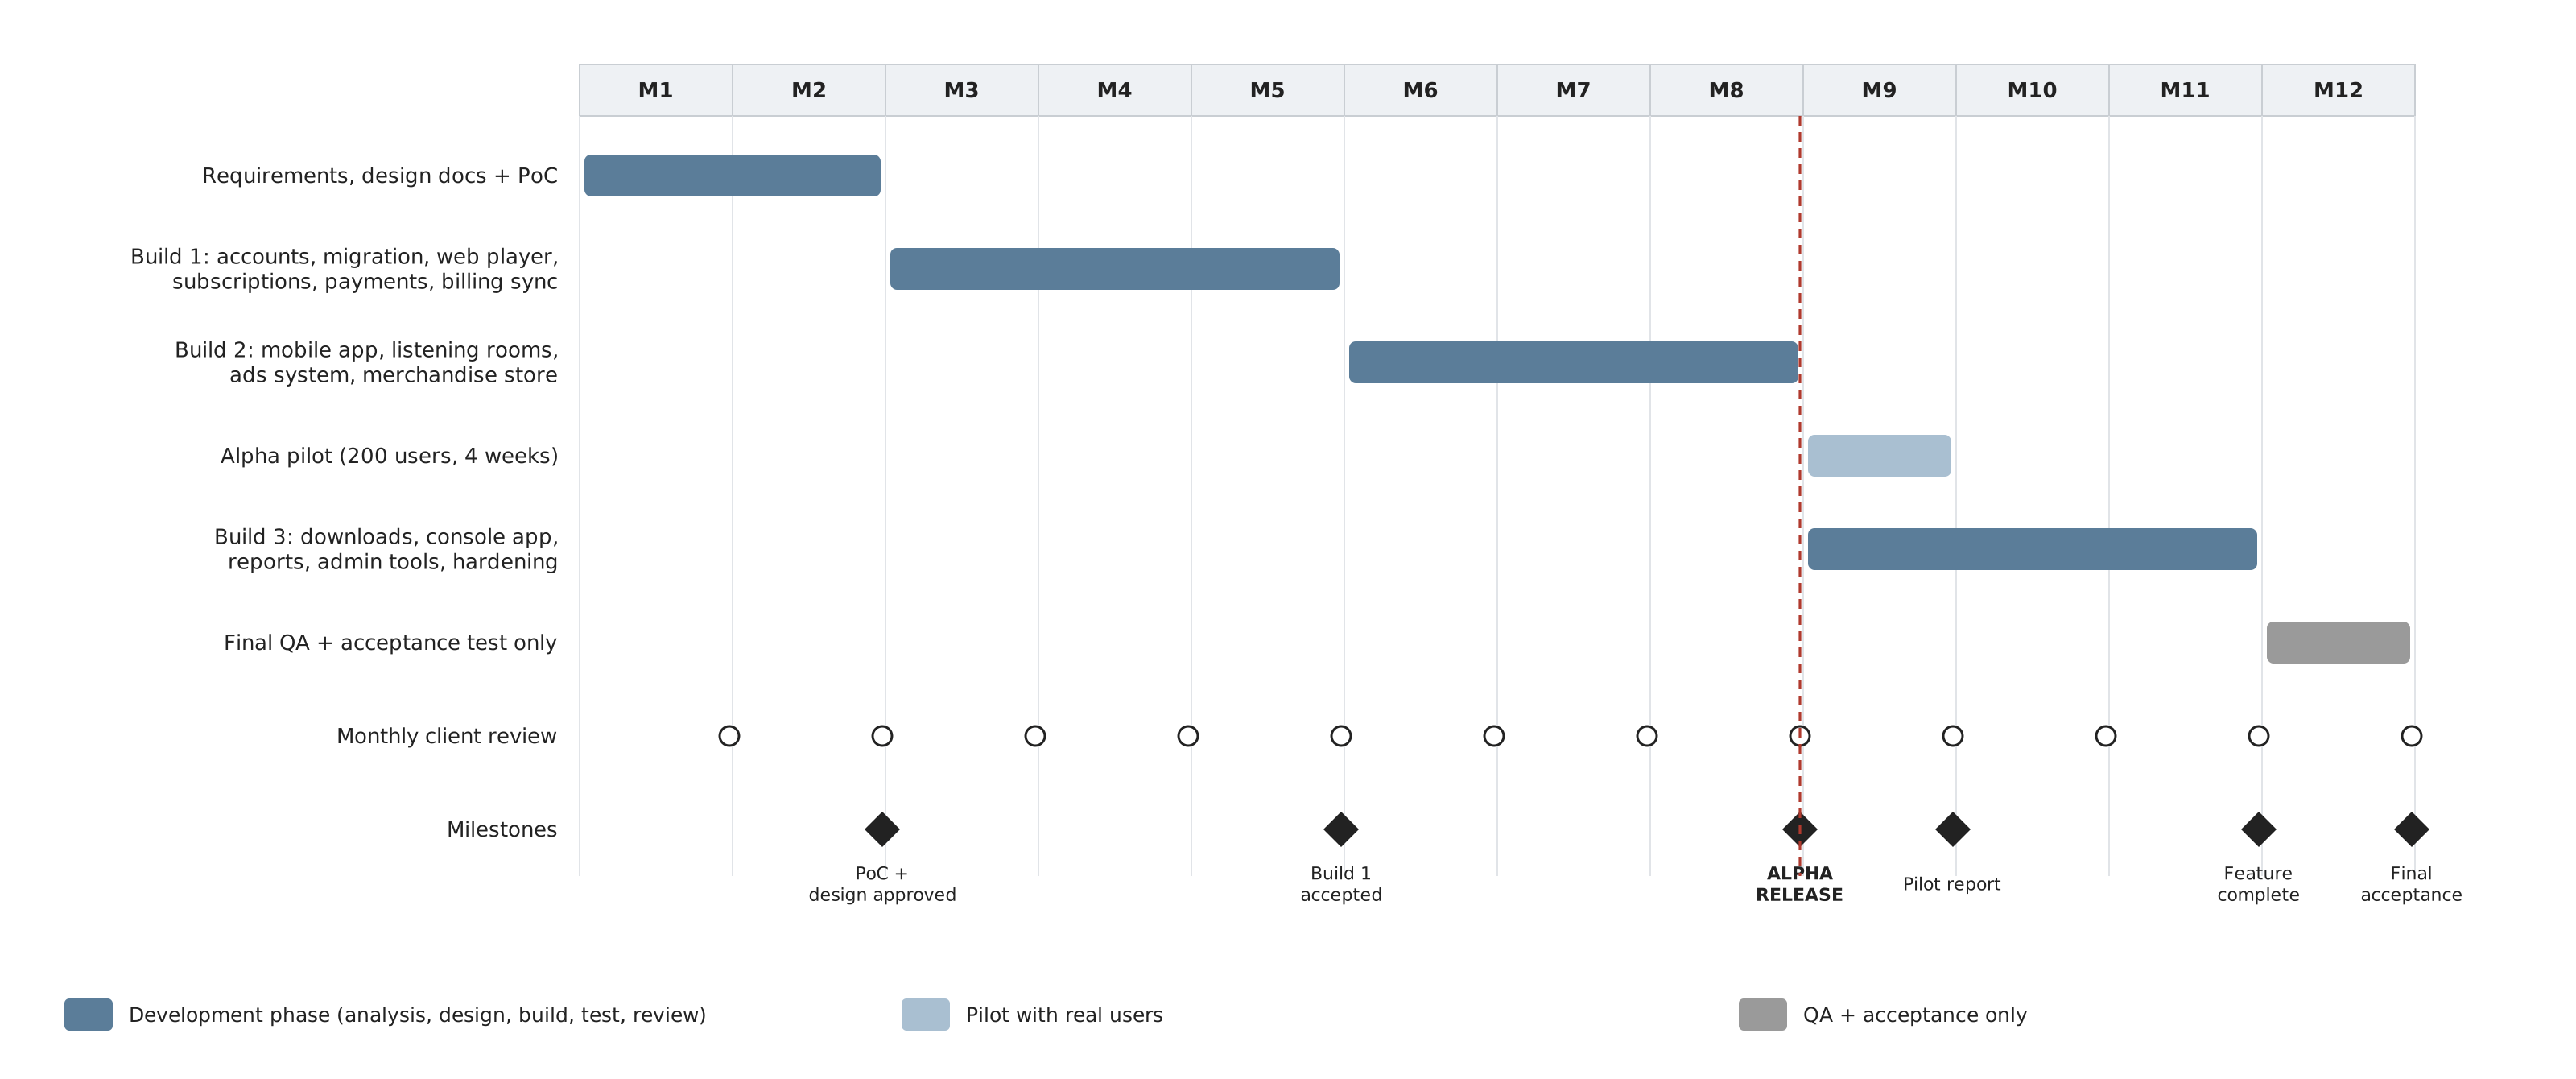 M1 M2 M3 M4 M5 M6 M7 M8 M9 M10 M11 M12
Requirements, design docs + PoC
Build 1: accounts, migration, web player,
subscriptions, payments, billing sync
Build 2: mobile app, listening rooms,
ads system, merchandise store
Alpha pilot (200 users, 4 weeks)
Build 3: downloads, console app,
reports, admin tools, hardening
Final QA + acceptance test only
Monthly client review
Milestones
PoC +
design approved
Build 1
accepted
ALPHA
RELEASE
Pilot report
Feature
complete
Final
acceptance
Development phase (analysis, design, build, test, review)
Pilot with real users
QA + acceptance only